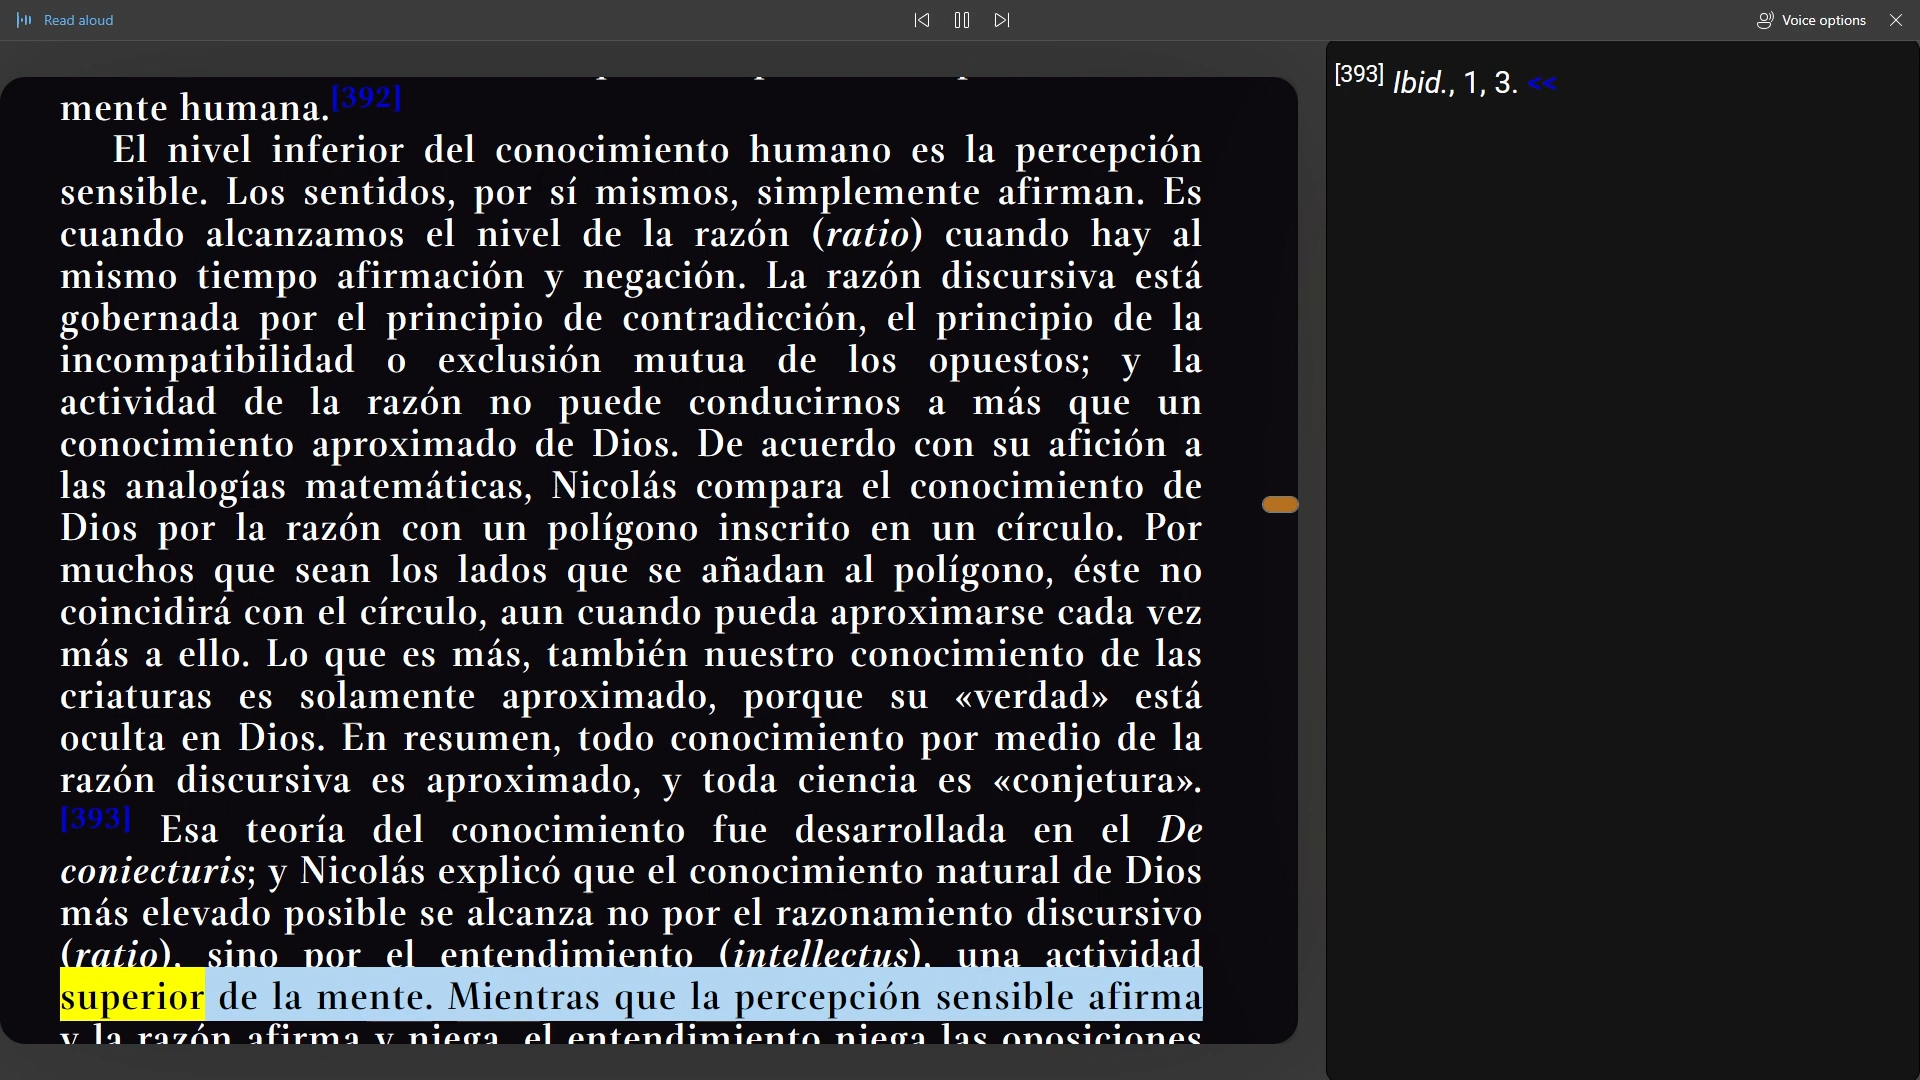 Read aloud
Voice options
mente humana.[392]
El nivel inferior del conocimiento humano es la percepción
sensible. Los sentidos, por sí mismos, simplemente afirman. Es
cuando alcanzamos el nivel de la razón (ratio) cuando hay al
mismo tiempo afirmación y negación. La razón discursiva está
gobernada por el principio de contradicción, el principio de la
incompatibilidad o exclusión mutua de los opuestos; y la
actividad de la razón no puede conducirnos a más que un
conocimiento aproximado de Dios. De acuerdo con su afición a
las analogías matemáticas, Nicolás compara el conocimiento de
Dios por la razón con un polígono inscrito en un círculo. Por
muchos que sean los lados que se añadan al polígono, éste no
coincidirá con el círculo, aun cuando pueda aproximarse cada vez
más a ello. Lo que es más, también nuestro conocimiento de las
criaturas es solamente aproximado, porque su «verdad» está
oculta en Dios. En resumen, todo conocimiento por medio de la
razón discursiva es aproximado, y toda ciencia es «conjetura».
[393] Esa teoría del conocimiento fue desarrollada en el De
coniecturis; y Nicolás explicó que el conocimiento natural de Dios
más elevado posible se alcanza no por el razonamiento discursivo
(ratio), sino por el entendimiento (intellectus), una actividad
superior de la mente. Mientras que la percepción sensible afirma
y la razón afirma y niega, el entendimiento niega las oposiciones
[393] Ibid., 1, 3. <<